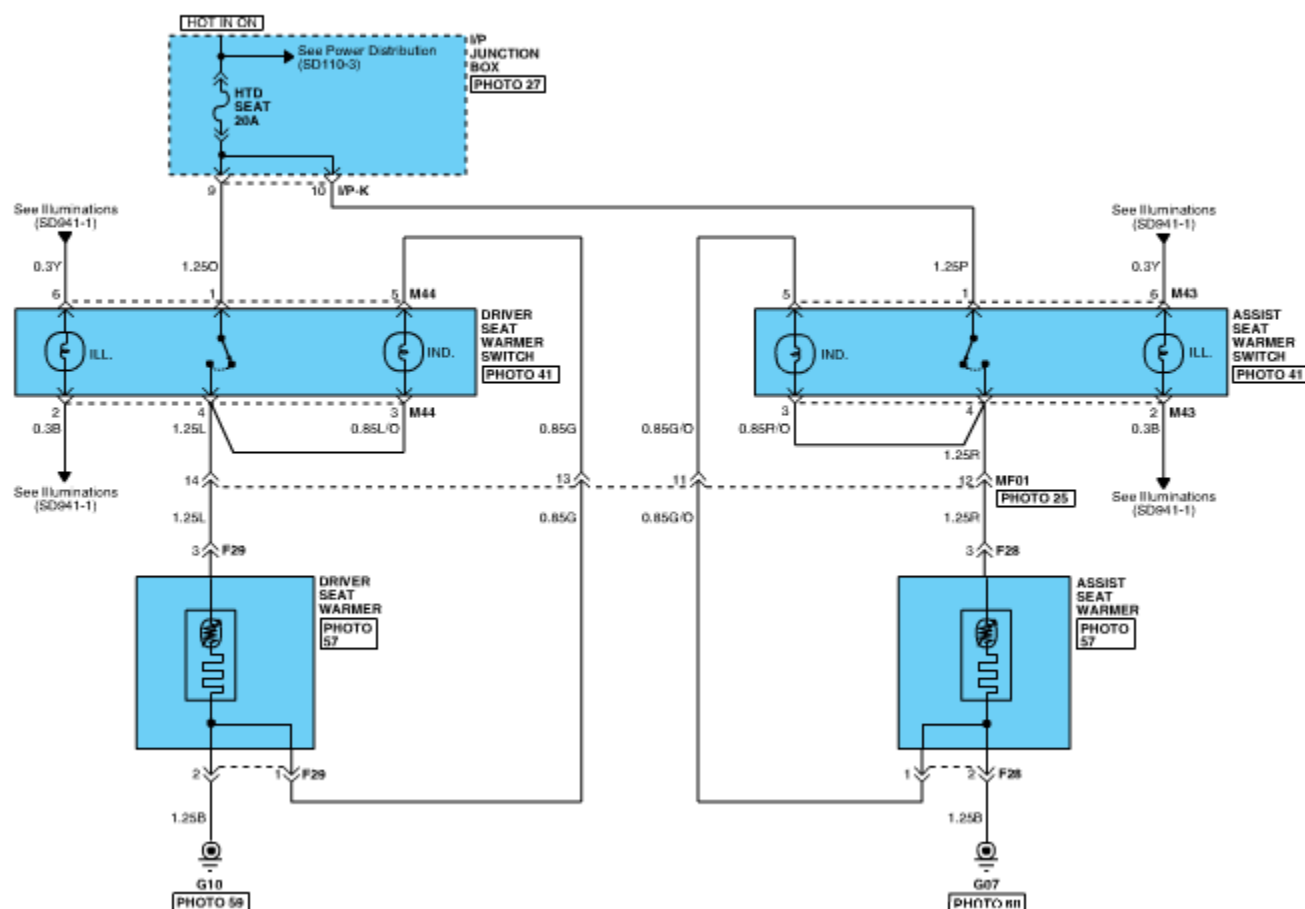 HOT IN ON
See Power Distribution
(SD110-3)
I/P
JUNCTION
BOX
PHOTO 27
HTD
SEAT
20A
9
10
I/P-K
See Illuminations
(SD941-1)
See Illuminations
(SD941-1)
0.3Y
1.25O
1.25P
0.3Y
6
1
5
M44
5
1
6
M43
DRIVER
SEAT
WARMER
SWITCH
PHOTO 41
ASSIST
SEAT
WARMER
SWITCH
PHOTO 41
ILL.
IND.
IND.
ILL.
2
4
3
M44
3
4
2
M43
0.3B
1.25L
0.85L/O
0.85G
0.85G/O
0.85R/O
1.25R
0.3B
See Illuminations
(SD941-1)
14
13
11
12
MF01
PHOTO 25
See Illuminations
(SD941-1)
1.25L
0.85G
0.85G/O
1.25R
3
F29
3
F28
DRIVER
SEAT
WARMER
PHOTO
57
ASSIST
SEAT
WARMER
PHOTO
57
2
1
F29
1
2
F28
1.25B
1.25B
G10
PHOTO 59
G07
PHOTO 60